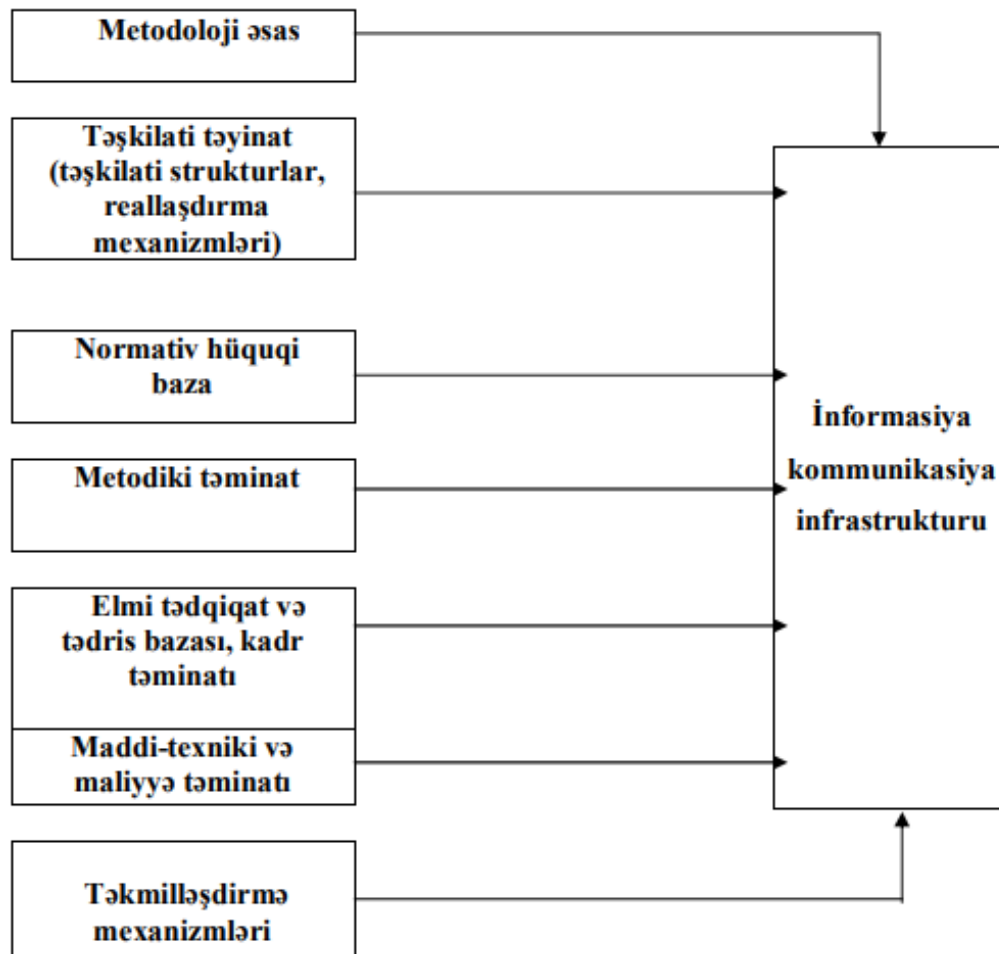 Metodoloji əsas
Təşkilati təyinat
(təşkilati strukturlar,
reallaşdırma
mexanizmləri)
Normativ hüquqi
baza
Metodiki təminat
Elmi tədqiqat və
tədris bazası, kadr
təminatı
Maddi-texniki və
maliyyə təminatı
Təkmilləşdirmə
mexanizmləri
İnformasiya
kommunikasiya
infrastrukturu